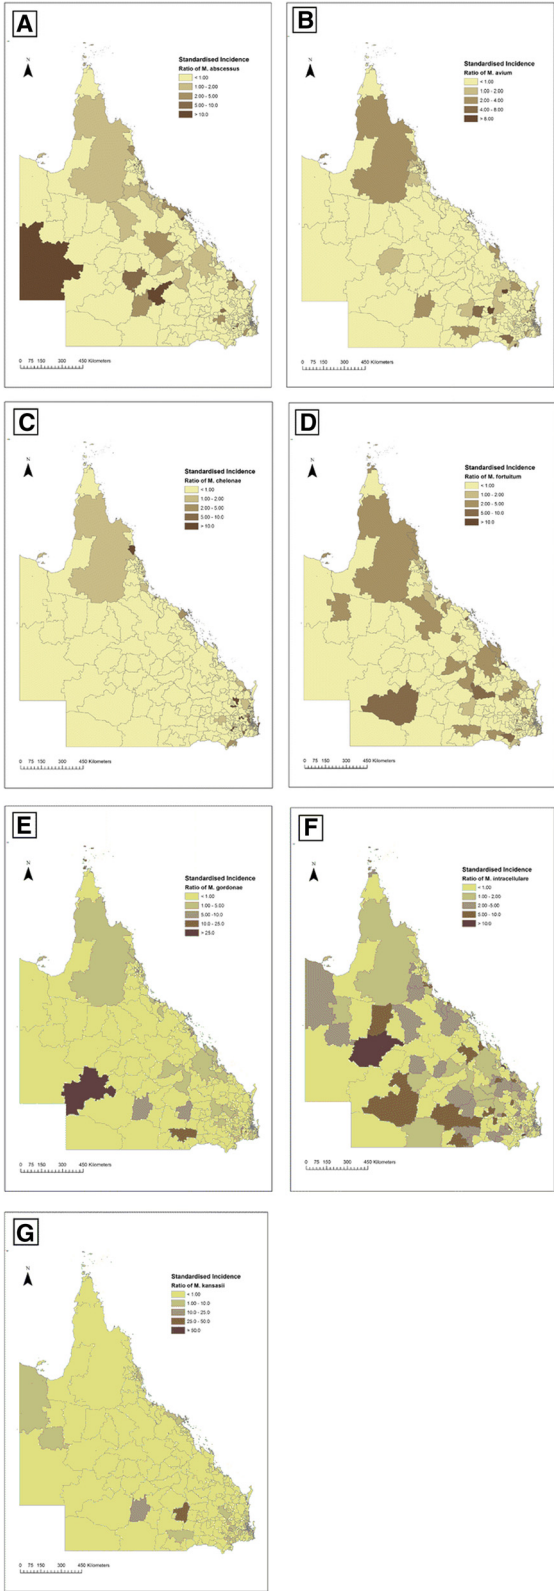 A
N
Standardised Incidence
Ratio of M. abscessus
< 1.00
1.00 - 2.00
2.00 - 5.00
5.00 - 10.0
> 10.0
0 75 150 300 450 Kilometers
B
N
Standardised Incidence
Ratio of M. avium
< 1.00
1.00 - 2.00
2.00 - 4.00
4.00 - 6.00
> 6.00
0 75 150 300 450 Kilometers
C
N
Standardised Incidence
Ratio of M. chelonae
< 1.00
1.00 - 2.00
2.00 - 5.00
5.00 - 10.0
> 10.0
0 75 150 300 450 Kilometers
D
N
Standardised Incidence
Ratio of M. fortuitum
< 1.00
1.00 - 2.00
2.00 - 5.00
5.00 - 10.0
> 10.0
0 75 150 300 450 Kilometers
E
N
Standardised Incidence
Ratio of M. gordonae
< 1.00
1.00 - 5.00
5.00 -10.0
10.0 - 25.0
> 25.0
0 75 150 300 450 Kilometers
F
N
Standardised Incidence
Ratio of M. intracellulare
< 1.00
1.00 - 2.00
2.00 -5.00
5.00 - 10.0
> 10.0
0 75 150 300 450 Kilometers
G
N
Standardised Incidence
Ratio of M. kansasii
< 1.00
1.00 - 10.0
10.0 - 25.0
25.0 - 50.0
> 50.0
0 75 150 300 450 Kilometers